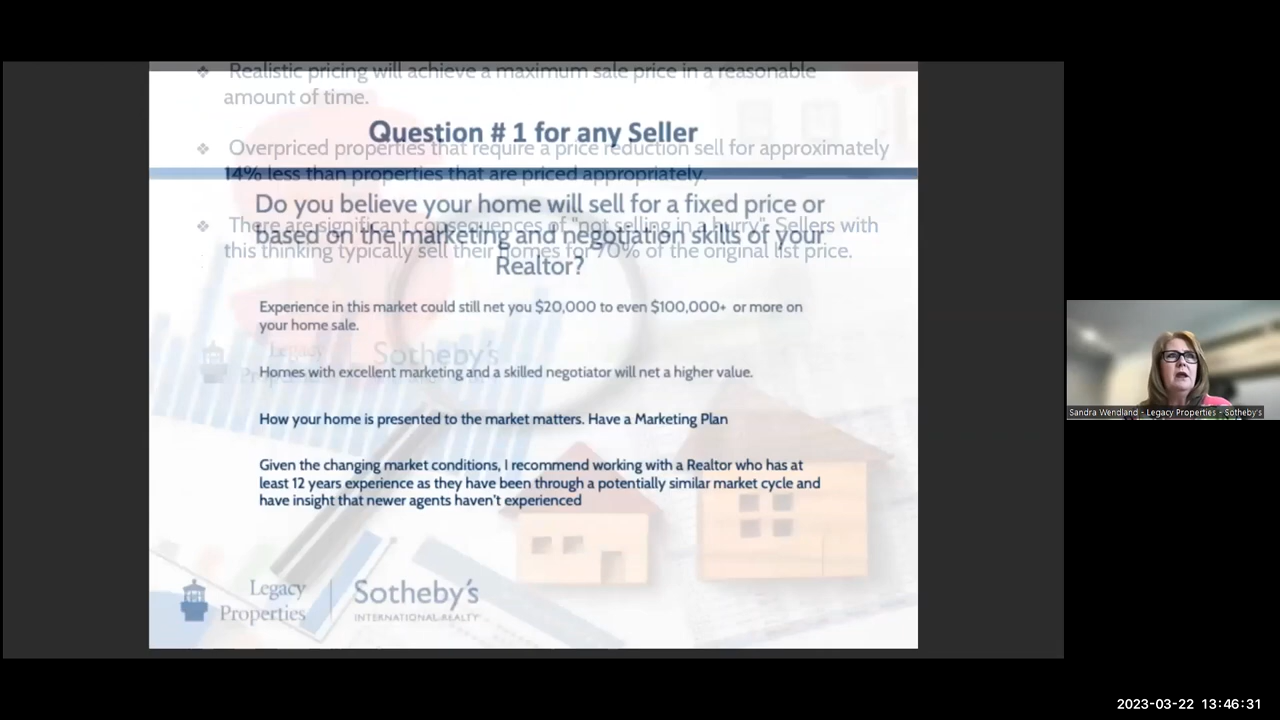 Realistic pricing will achieve a maximum sale price in a reasonable
amount of time.
Question # 1 for any Seller
Overpriced properties that require a price reduction sell for approximately
14% less than properties that are priced appropriately.
Do you believe your home will sell for a fixed price or
There are significant consequences of "not selling in a hurry". Sellers with
based on the marketing and negotiation skills of your
this thinking typically sell their homes for 70% of the original list price.
Realtor?
Experience in this market could still net you $20,000 to even $100,000+ or more on
your home sale.
Legacy
Sotheby's
Homes with excellent marketing and a skilled negotiator will net a higher value.
How your home is presented to the market matters. Have a Marketing Plan
Given the changing market conditions, I recommend working with a Realtor who has at
least 12 years experience as they have been through a potentially similar market cycle and
have insight that newer agents haven't experienced
Legacy
Properties
Sotheby's
INTERNATIONAL REALTY
Sandra Wendland - Legacy Properties - Sotheby's
2023-03-22 13:46:31